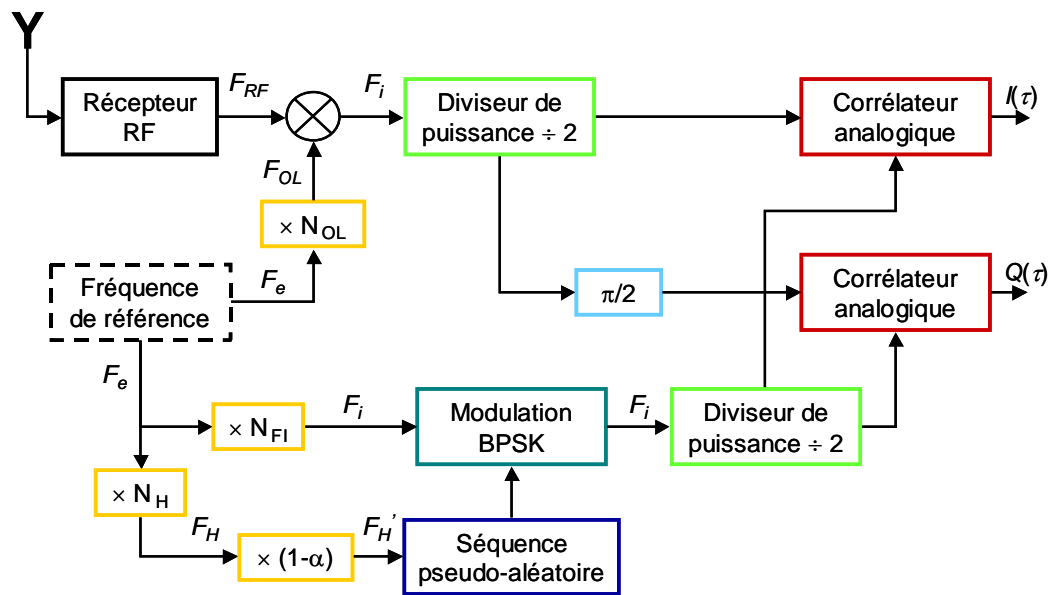 Récepteur
RF
F_RF
F_i
Diviseur de
puissance ÷ 2
Corrélateur
analogique
I(τ)
F_OL
× N_OL
Fréquence
de référence
F_e
π/2
Corrélateur
analogique
Q(τ)
F_e
× N_FI
F_i
Modulation
BPSK
F_i
Diviseur de
puissance ÷ 2
× N_H
F_H
× (1-α)
F_H'
Séquence
pseudo-aléatoire